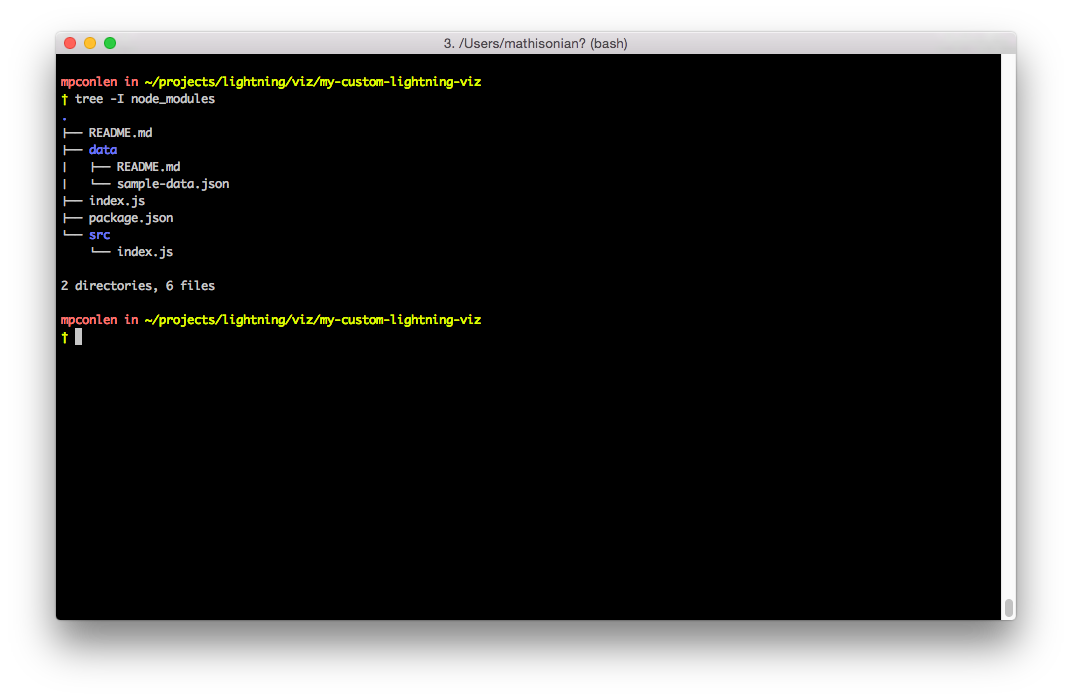 3. /Users/mathisonian? (bash)
mpconlen in ~/projects/lightning/viz/my-custom-lightning-viz
† tree -I node_modules
.
├── README.md
├── data
|   ├── README.md
|   └── sample-data.json
├── index.js
├── package.json
└── src
    └── index.js
2 directories, 6 files
mpconlen in ~/projects/lightning/viz/my-custom-lightning-viz
†